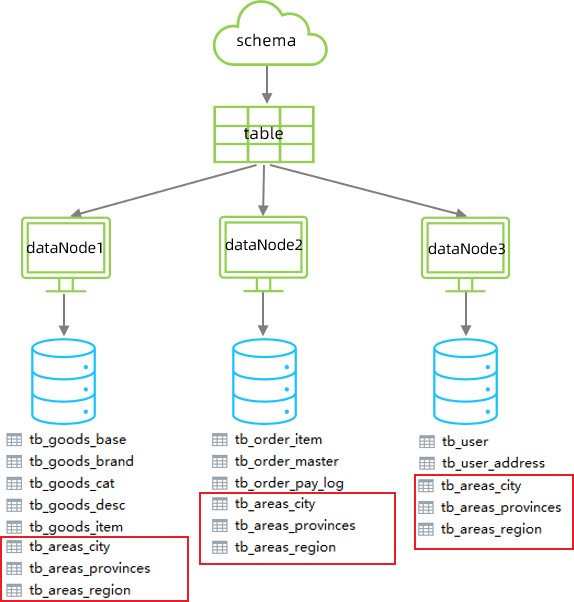 schema
table
dataNode1
dataNode2
dataNode3
tb_goods_base
tb_goods_brand
tb_goods_cat
tb_goods_desc
tb_goods_item
tb_areas_city
tb_areas_provinces
tb_areas_region
tb_order_item
tb_order_master
tb_order_pay_log
tb_areas_city
tb_areas_provinces
tb_areas_region
tb_user
tb_user_address
tb_areas_city
tb_areas_provinces
tb_areas_region